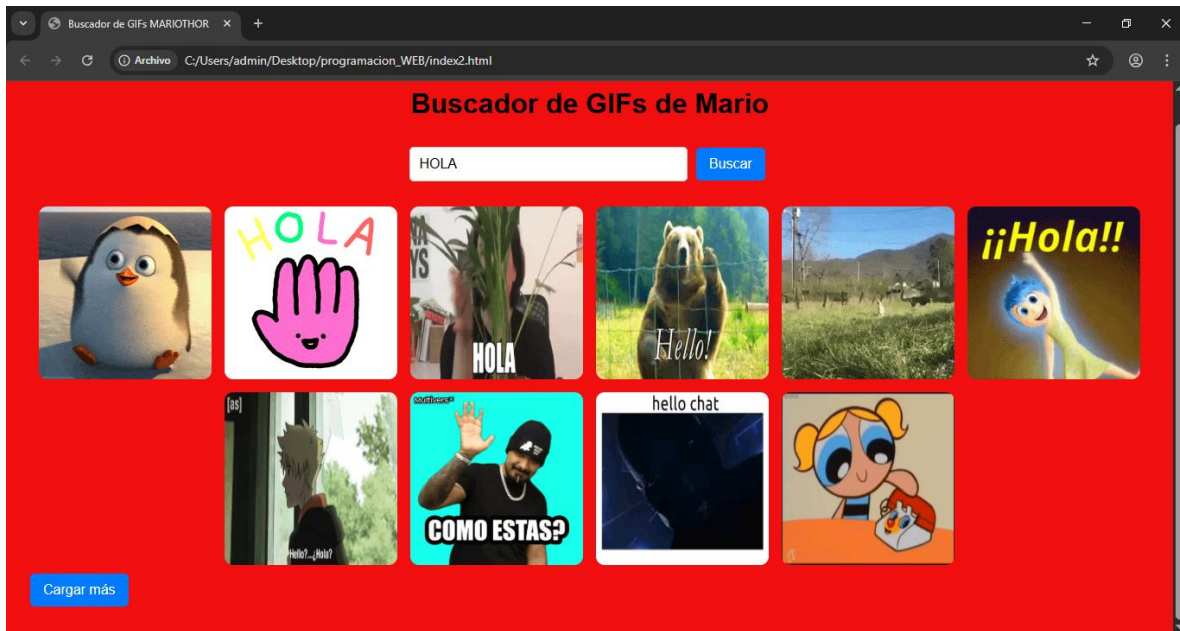 Buscador de GIFs MARIOTHOR
Archivo C:/Users/admin/Desktop/programacion_WEB/index2.html
Buscador de GIFs de Mario
HOLA
Buscar
HOLA
HOLA
Hello!
¡¡Hola!!
[as]
Hello?...¿Hola?
Multivers
COMO ESTAS?
hello chat
Cargar más